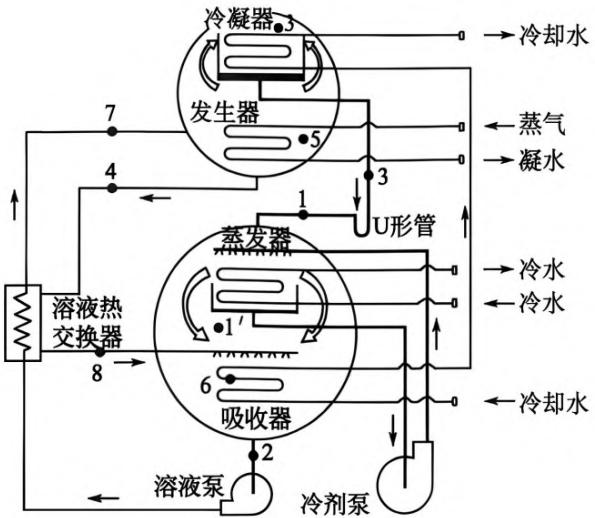 冷凝器
3
冷却水
发生器
7
5
蒸气
凝水
4
3
1
U形管
蒸发器
冷水
溶液热
交换器
1′
冷水
8
6
吸收器
冷却水
2
溶液泵
冷剂泵